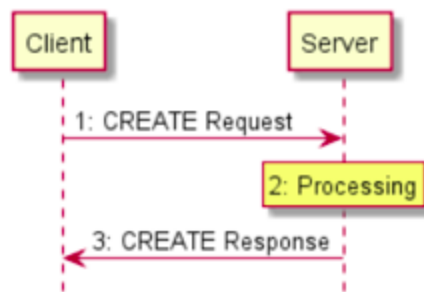 Client
Server
1: CREATE Request
2: Processing
3: CREATE Response